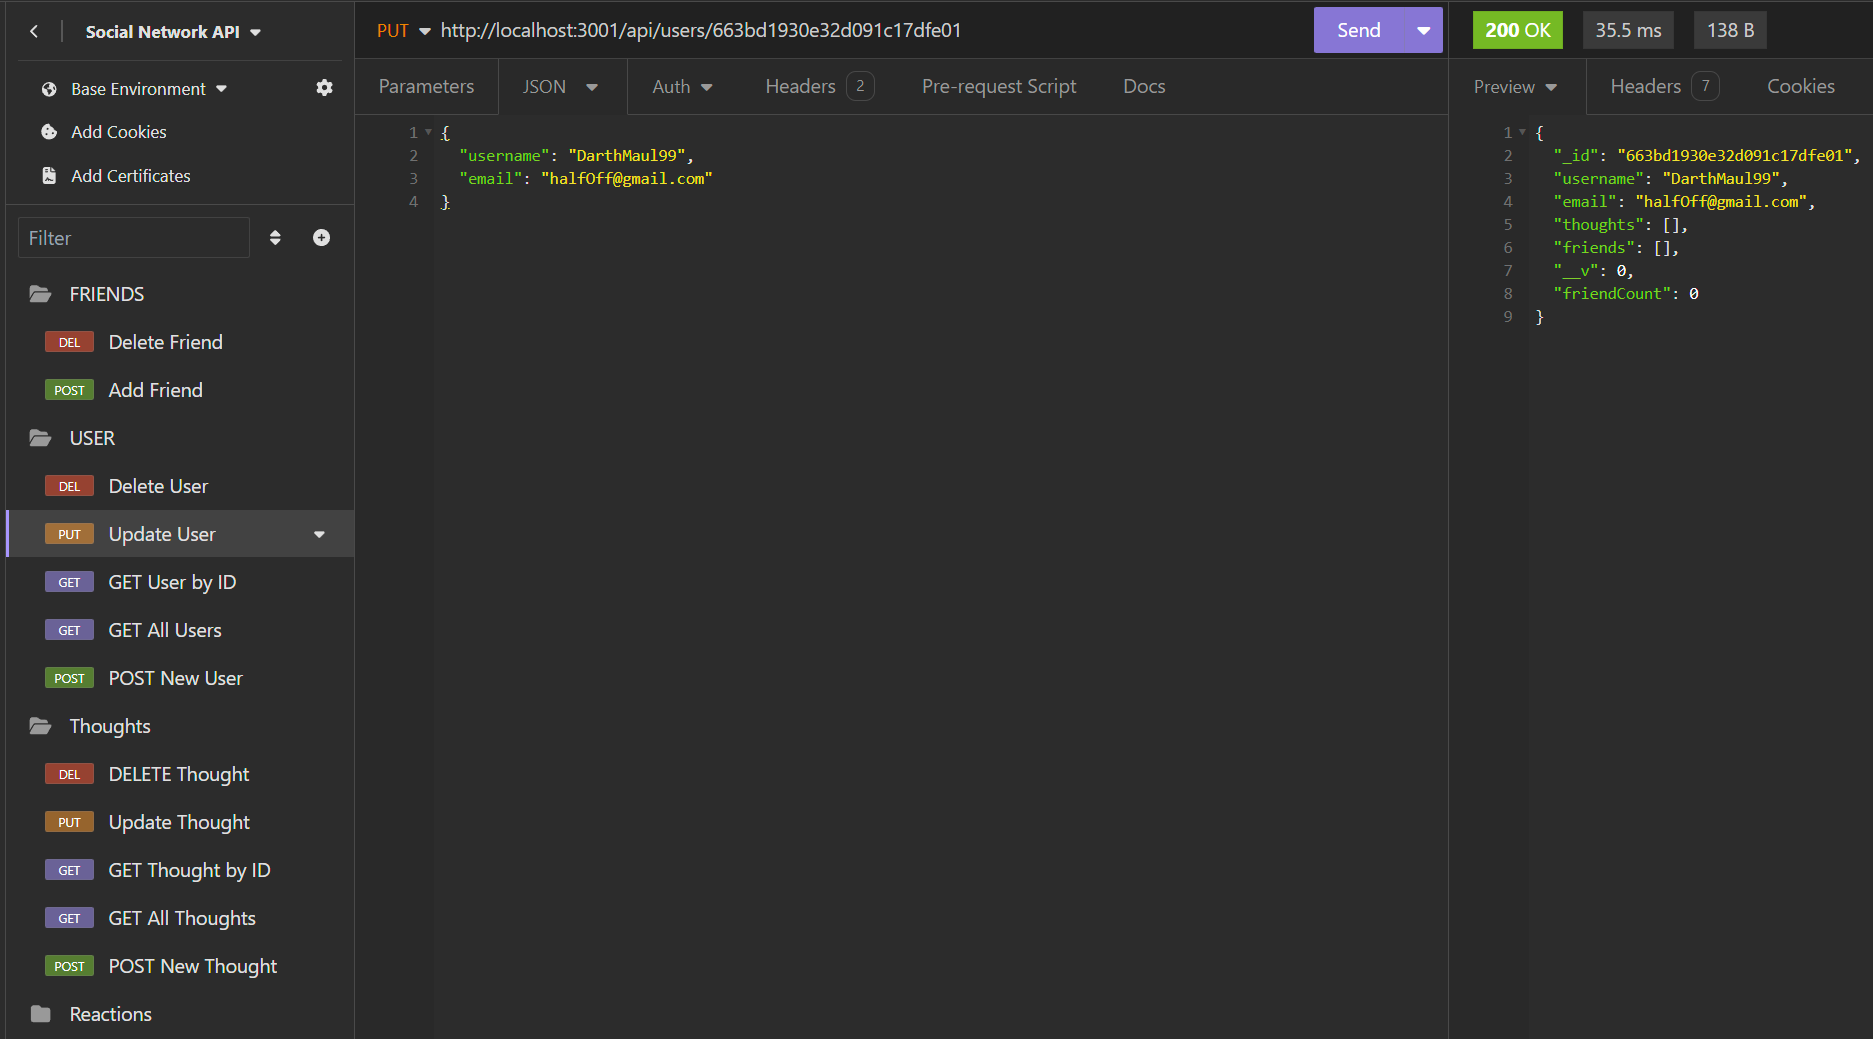 Social Network API
Base Environment
Add Cookies
Add Certificates
Filter
FRIENDS
DEL Delete Friend
POST Add Friend
USER
DEL Delete User
PUT Update User
GET GET User by ID
GET GET All Users
POST POST New User
Thoughts
DEL DELETE Thought
PUT Update Thought
GET GET Thought by ID
GET GET All Thoughts
POST POST New Thought
Reactions
PUT http://localhost:3001/api/users/663bd1930e32d091c17dfe01 Send
Parameters JSON Auth Headers 2 Pre-request Script Docs
1 {
2 "username": "DarthMaul99",
3 "email": "halfOff@gmail.com"
4 }
200 OK 35.5 ms 138 B
Preview Headers 7 Cookies
1 {
2 "_id": "663bd1930e32d091c17dfe01",
3 "username": "DarthMaul99",
4 "email": "halfOff@gmail.com",
5 "thoughts": [],
6 "friends": [],
7 "__v": 0,
8 "friendCount": 0
9 }